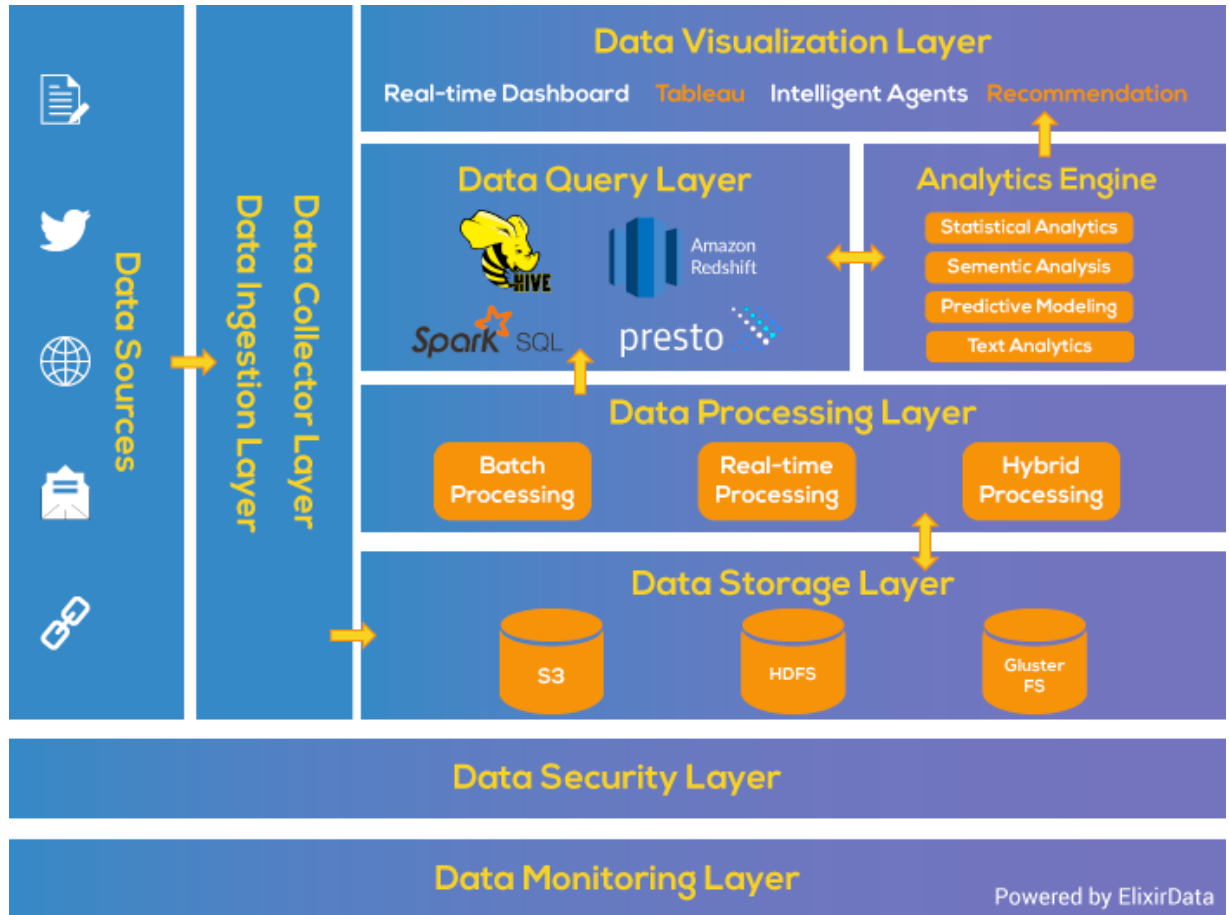 Data Sources
Data Ingestion Layer
Data Collector Layer
Data Visualization Layer
Real-time Dashboard Tableau Intelligent Agents Recommendation
Data Query Layer
HIVE
Amazon
Redshift
Spark SQL
presto
Analytics Engine
Statistical Analytics
Sementic Analysis
Predictive Modeling
Text Analytics
Data Processing Layer
Batch
Processing
Real-time
Processing
Hybrid
Processing
Data Storage Layer
S3
HDFS
Gluster
FS
Data Security Layer
Data Monitoring Layer
Powered by ElixirData